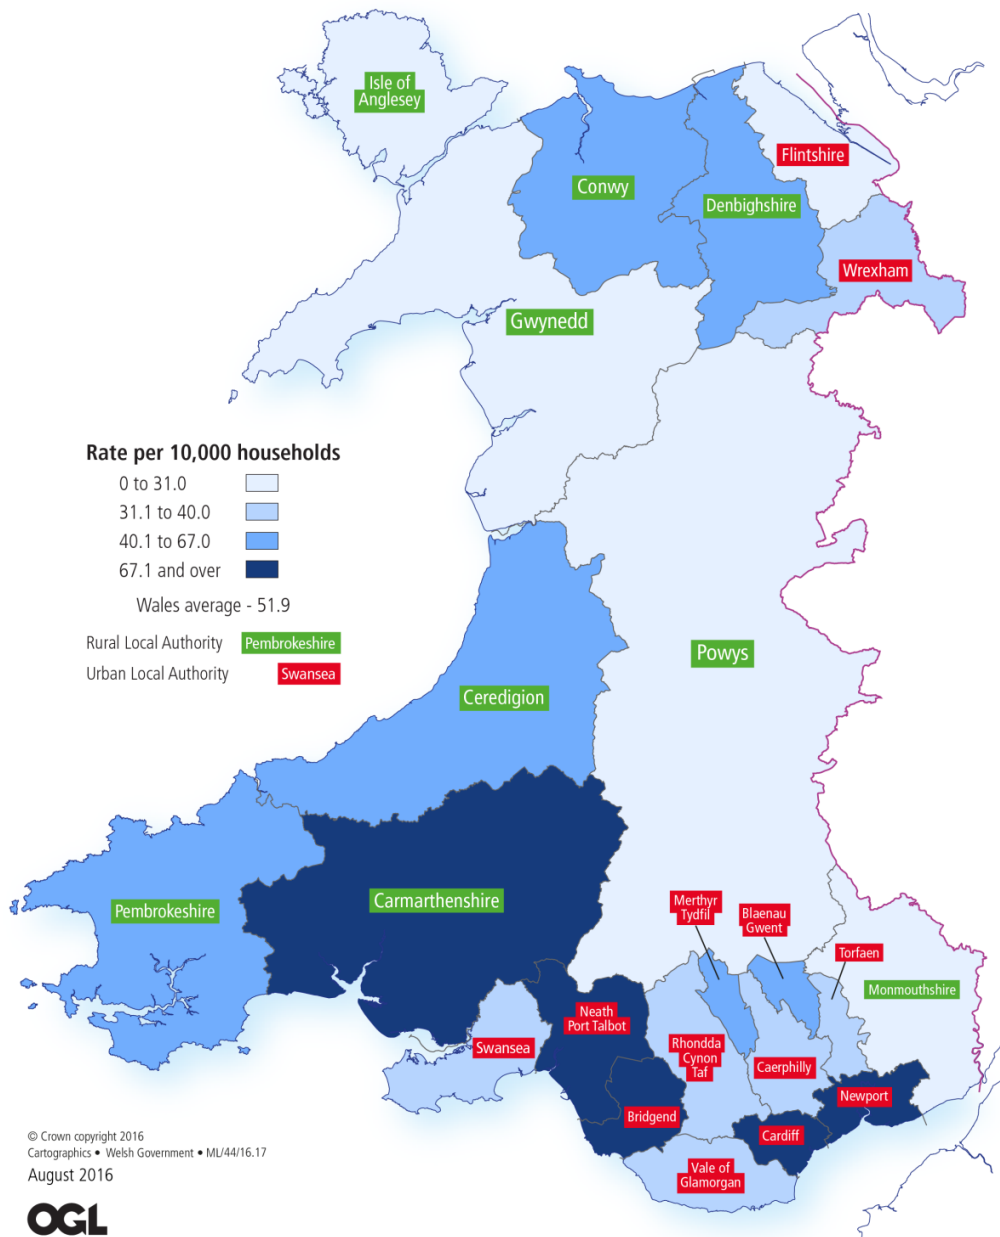 Isle of
Anglesey
Flintshire
Conwy
Denbighshire
Wrexham
Gwynedd
Rate per 10,000 households
0 to 31.0
31.1 to 40.0
40.1 to 67.0
67.1 and over
Wales average - 51.9
Rural Local Authority Pembrokeshire
Urban Local Authority Swansea
Powys
Ceredigion
Carmarthenshire
Pembrokeshire
Merthyr
Tydfil
Blaenau
Gwent
Torfaen
Monmouthshire
Neath
Port Talbot
Swansea
Rhondda
Cynon
Taf
Caerphilly
Newport
Bridgend
Cardiff
Vale of
Glamorgan
© Crown copyright 2016
Cartographics • Welsh Government • ML/44/16.17
August 2016
OGL